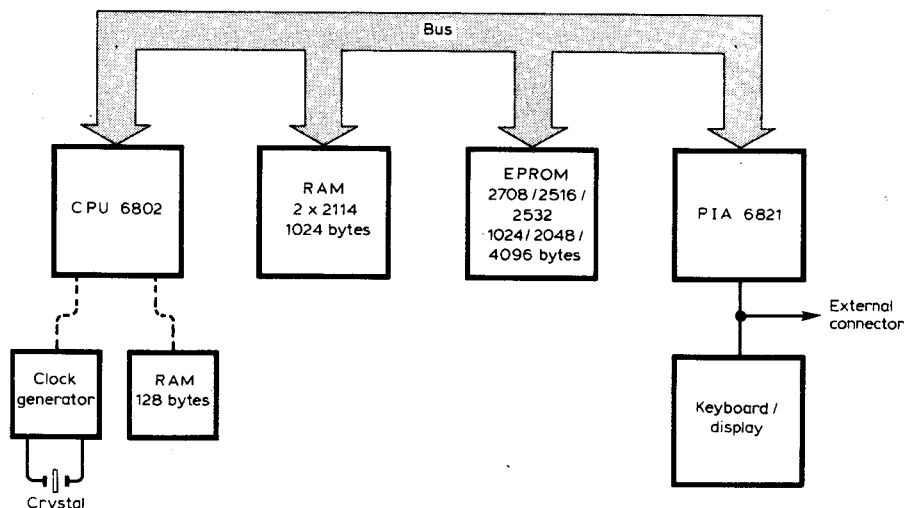 Bus
CPU 6802
RAM
2 x 2114
1024 bytes
EPROM
2708/2516/
2532
1024/2048/
4096 bytes
PIA 6821
External
connector
Clock
generator
RAM
128 bytes
Keyboard/
display
Crystal